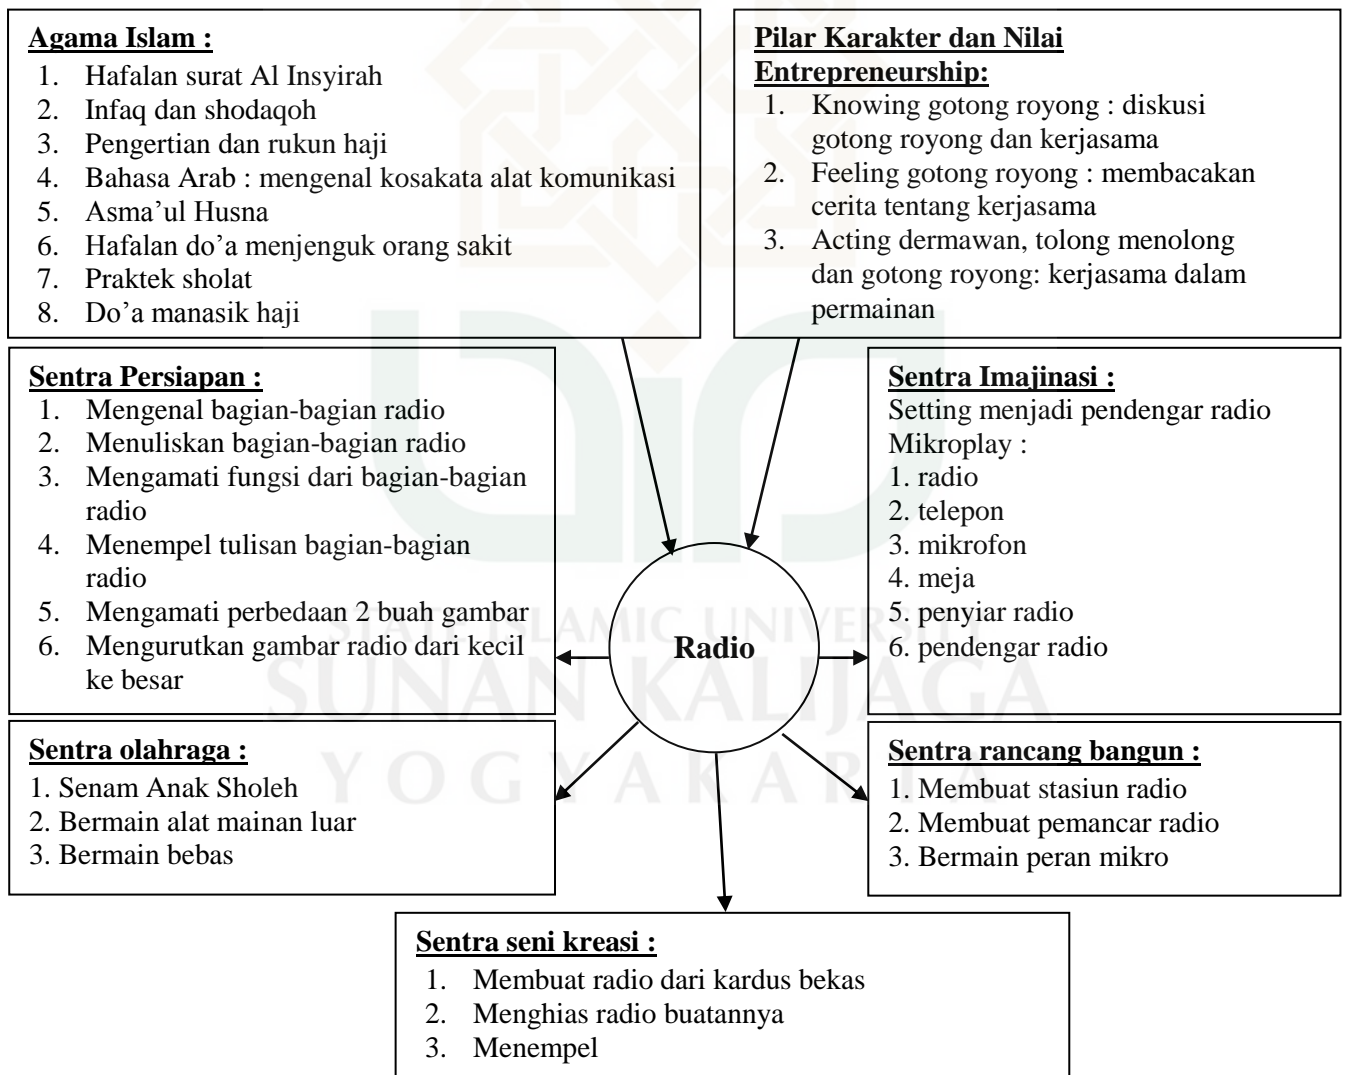 Agama Islam :
1. Hafalan surat Al Insyirah
2. Infaq dan shodaqoh
3. Pengertian dan rukun haji
4. Bahasa Arab : mengenal kosakata alat komunikasi
5. Asma’ul Husna
6. Hafalan do’a menjenguk orang sakit
7. Praktek sholat
8. Do’a manasik haji
Pilar Karakter dan Nilai
Entrepreneurship:
1. Knowing gotong royong : diskusi
gotong royong dan kerjasama
2. Feeling gotong royong : membacakan
cerita tentang kerjasama
3. Acting dermawan, tolong menolong
dan gotong royong: kerjasama dalam
permainan
Sentra Persiapan :
1. Mengenal bagian-bagian radio
2. Menuliskan bagian-bagian radio
3. Mengamati fungsi dari bagian-bagian
radio
4. Menempel tulisan bagian-bagian
radio
5. Mengamati perbedaan 2 buah gambar
6. Mengurutkan gambar radio dari kecil
ke besar
Sentra Imajinasi :
Setting menjadi pendengar radio
Mikroplay :
1. radio
2. telepon
3. mikrofon
4. meja
5. penyiar radio
6. pendengar radio
Radio
Sentra olahraga :
1. Senam Anak Sholeh
2. Bermain alat mainan luar
3. Bermain bebas
Sentra rancang bangun :
1. Membuat stasiun radio
2. Membuat pemancar radio
3. Bermain peran mikro
Sentra seni kreasi :
1. Membuat radio dari kardus bekas
2. Menghias radio buatannya
3. Menempel
STATE ISLAMIC UNIVERSITY
SUNAN KALIJAGA
YOGYAKARTA